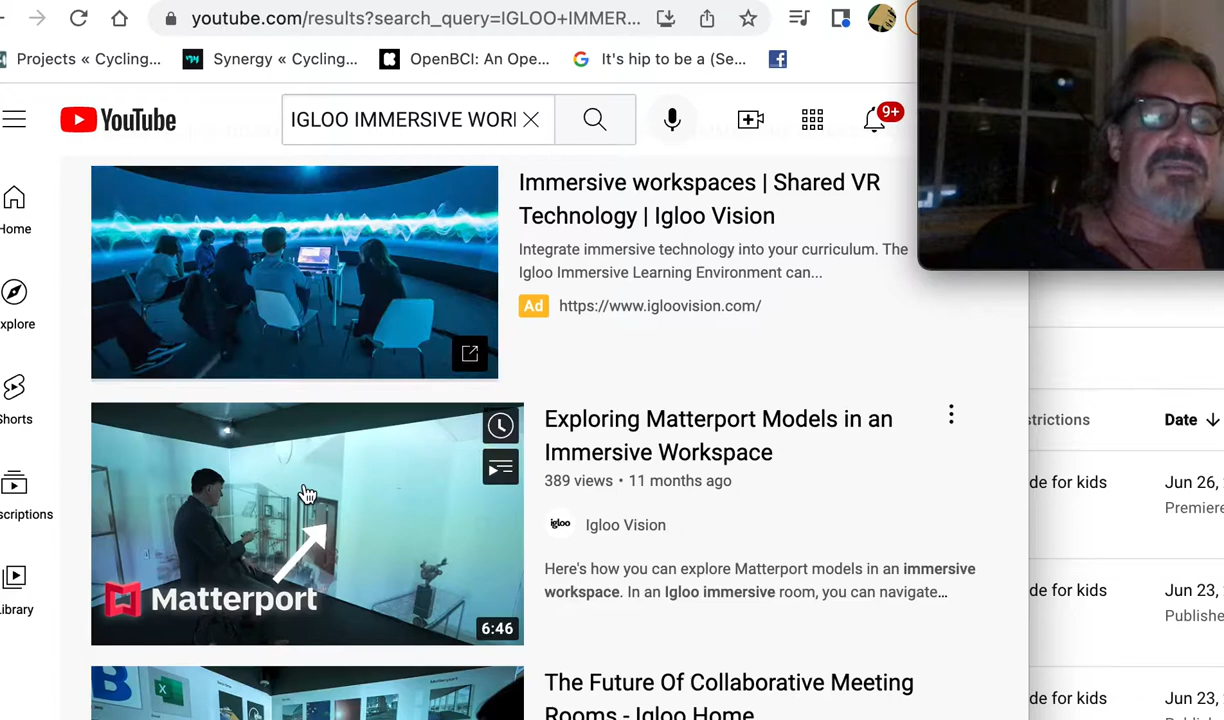 youtube.com/results?search_query=IGLOO+IMMER...
Projects « Cycling...
Synergy « Cycling...
OpenBCI: An Ope...
It's hip to be a (Se...
YouTube
IGLOO IMMERSIVE WORK
9+
Home
Explore
Shorts
scriptions
Library
Immersive workspaces | Shared VR
Technology | Igloo Vision
Integrate immersive technology into your curriculum. The
Igloo Immersive Learning Environment can...
Ad https://www.igloovision.com/
Matterport
6:46
Exploring Matterport Models in an
Immersive Workspace
389 views • 11 months ago
igloo Igloo Vision
Here's how you can explore Matterport models in an immersive
workspace. In an Igloo immersive room, you can navigate...
The Future Of Collaborative Meeting
Rooms - Igloo Home
strictions Date
de for kids Jun 26,
Premiere
de for kids Jun 23,
Publishe
de for kids Jun 23,